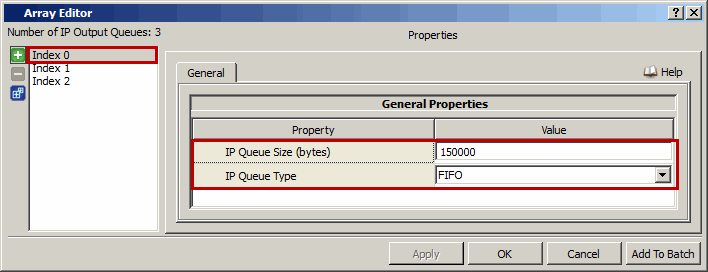 Array Editor
Number of IP Output Queues: 3
Properties
Index 0
Index 1
Index 2
General
Help
General Properties
Property Value
IP Queue Size (bytes) 150000
IP Queue Type FIFO
Apply OK Cancel Add To Batch